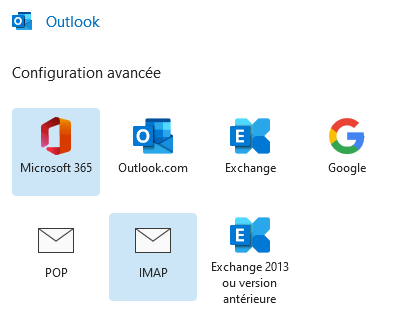 Outlook
Configuration avancée
Microsoft 365
Outlook.com
Exchange
Google
POP
IMAP
Exchange 2013
ou version
antérieure